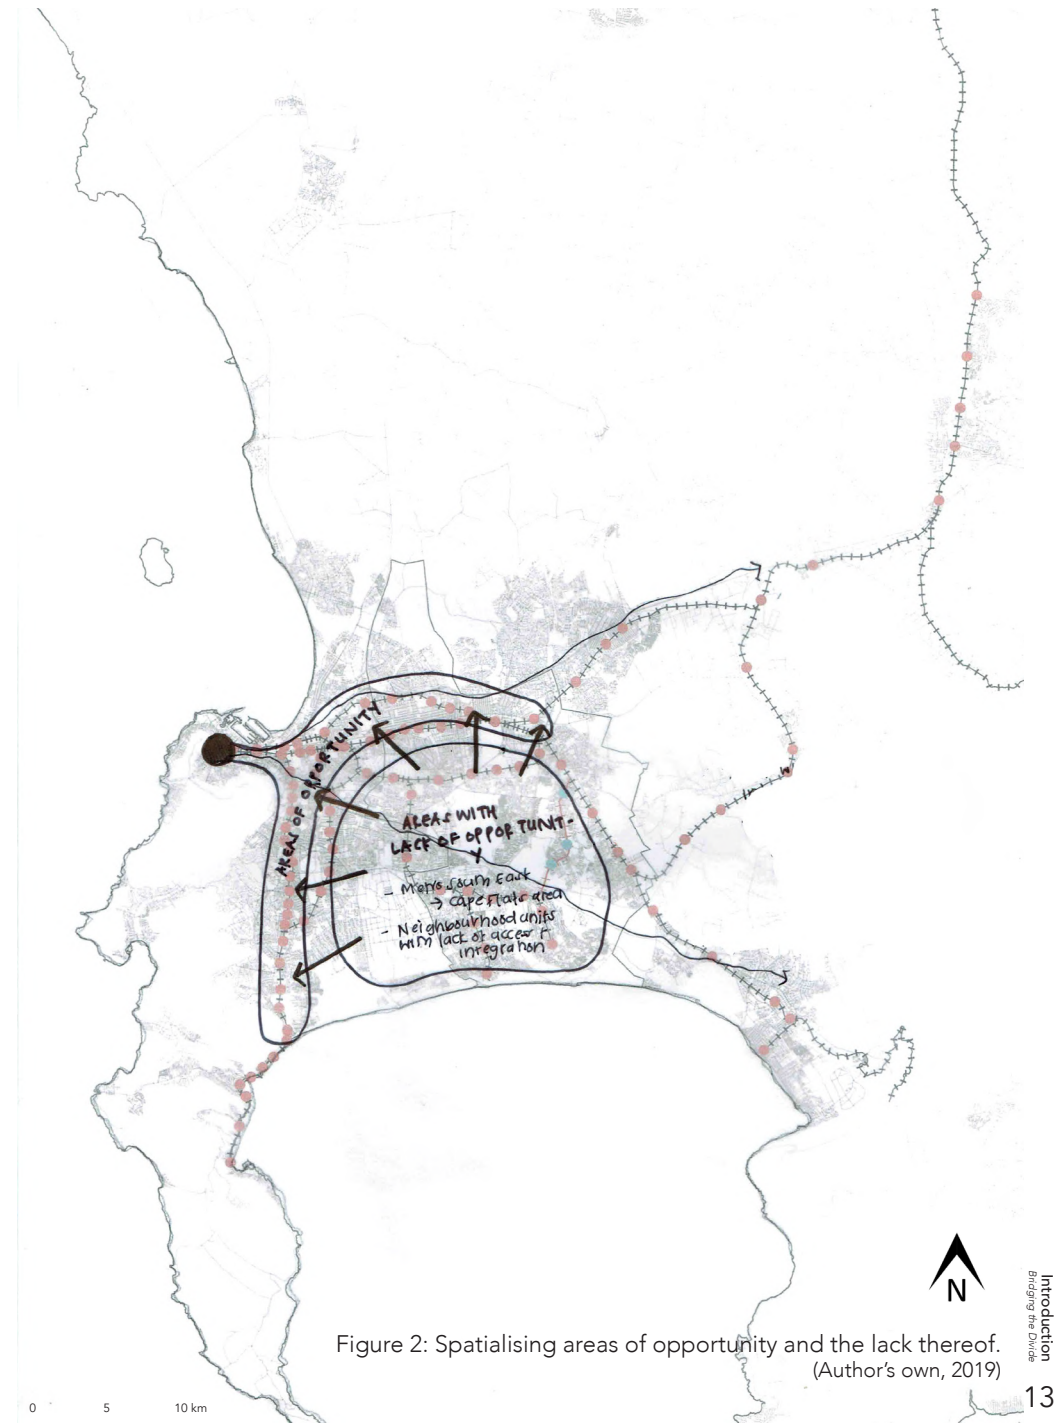 AREAS OF OPPORTUNITY
AREAS WITH
LACK OF OPPORTUNIT-
Y
- Metro south East
→ Cape Flats area
- Neighbourhood units
with lack of access +
integration
N
Figure 2: Spatialising areas of opportunity and the lack thereof.
(Author's own, 2019)
0 5 10 km
Introduction
Bridging the Divide
13